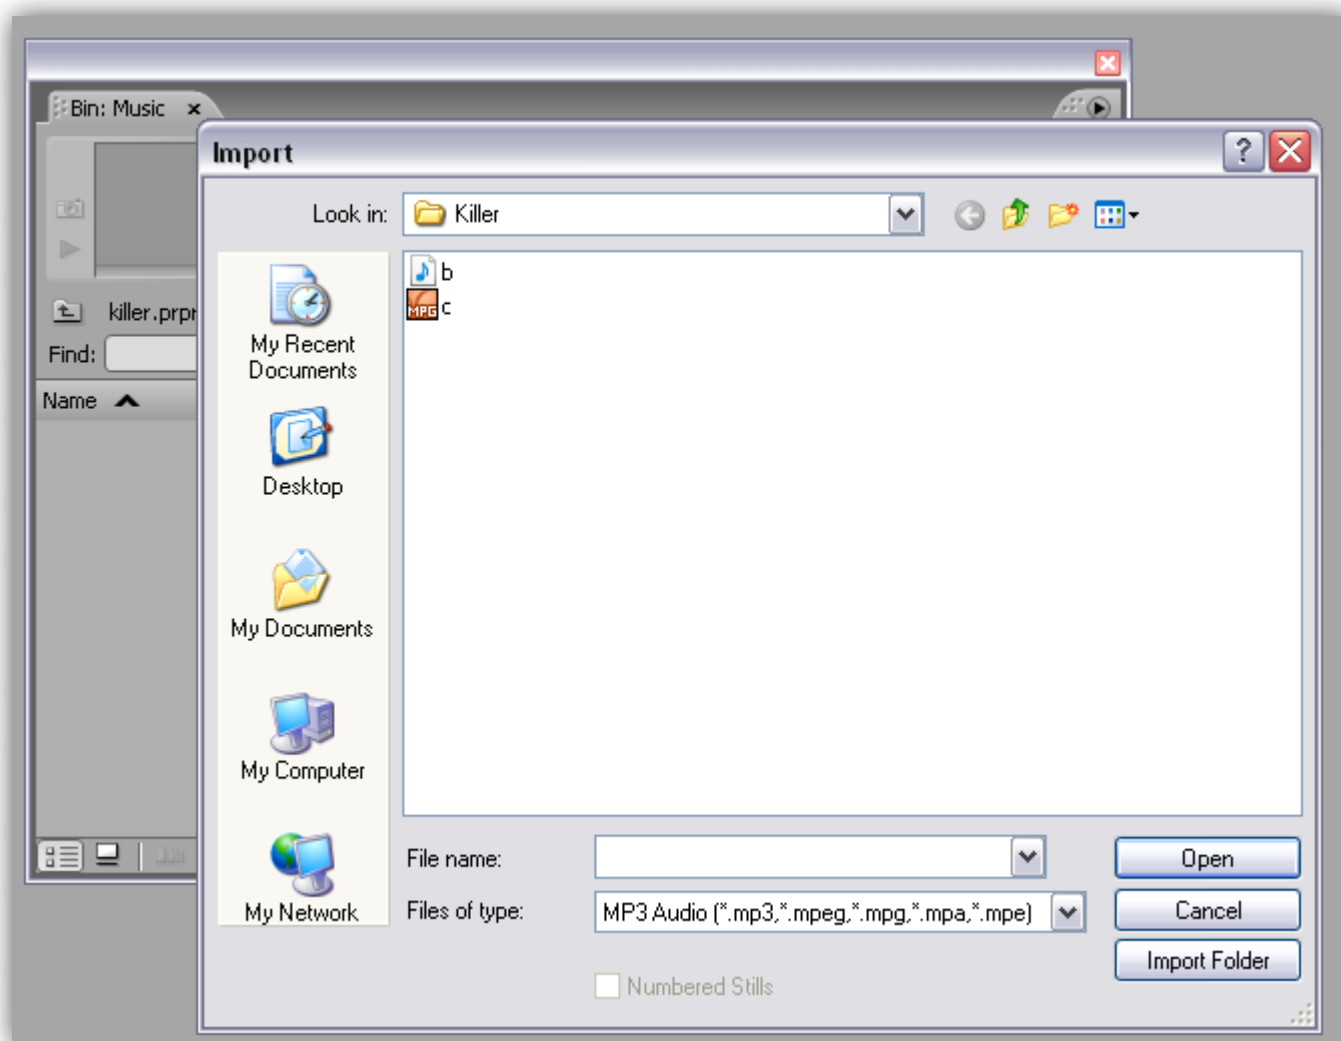 Bin: Music
Import
Look in:
Killer
b
MPG
c
My Recent
Documents
killer.prpr
Find:
Name
Desktop
My Documents
My Computer
My Network
File name:
Open
Files of type:
MP3 Audio (*.mp3,*.mpeg,*.mpg,*.mpa,*.mpe)
Cancel
Import Folder
Numbered Stills